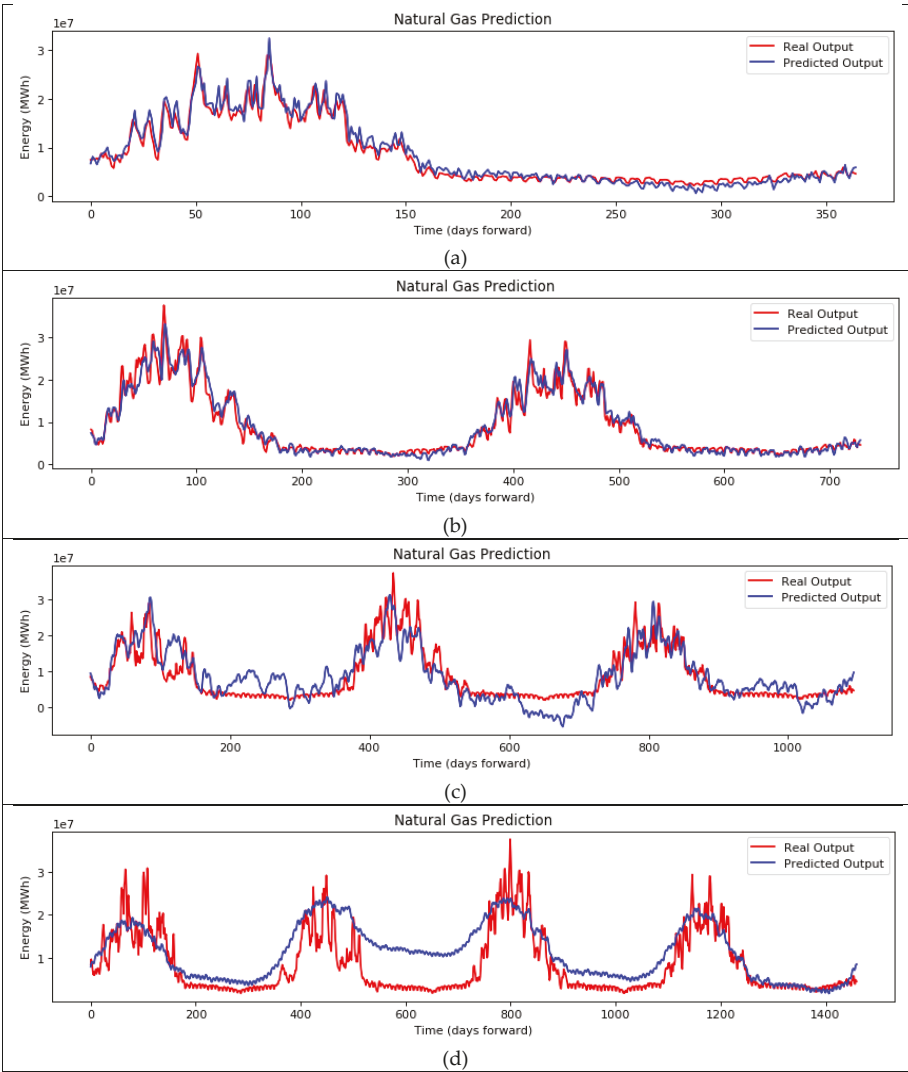 Natural Gas Prediction
1e7
Real Output
Predicted Output
3
2
1
0
Energy (MWh)
0 50 100 150 200 250 300 350
Time (days forward)
(a)
Natural Gas Prediction
1e7
Real Output
Predicted Output
3
2
1
0
Energy (MWh)
0 100 200 300 400 500 600 700
Time (days forward)
(b)
Natural Gas Prediction
1e7
Real Output
Predicted Output
3
2
1
0
Energy (MWh)
0 200 400 600 800 1000
Time (days forward)
(c)
Natural Gas Prediction
1e7
Real Output
Predicted Output
3
2
1
Energy (MWh)
0 200 400 600 800 1000 1200 1400
Time (days forward)
(d)